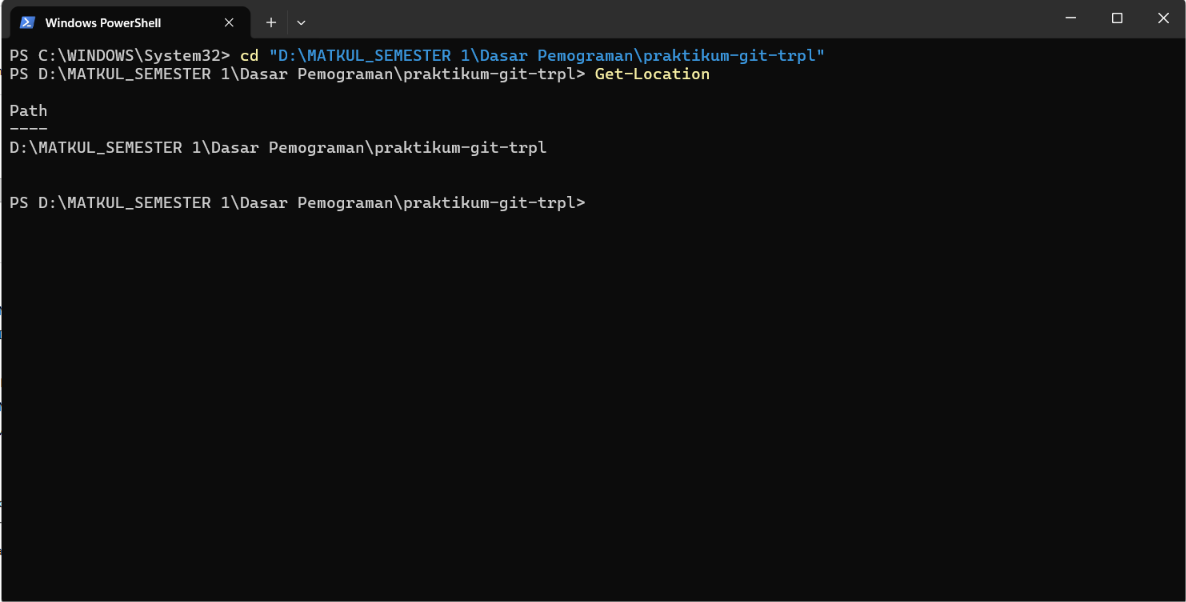 Windows PowerShell
PS C:\WINDOWS\System32> cd "D:\MATKUL_SEMESTER 1\Dasar Pemograman\praktikum-git-trpl"
PS D:\MATKUL_SEMESTER 1\Dasar Pemograman\praktikum-git-trpl> Get-Location
Path
----
D:\MATKUL_SEMESTER 1\Dasar Pemograman\praktikum-git-trpl
PS D:\MATKUL_SEMESTER 1\Dasar Pemograman\praktikum-git-trpl>